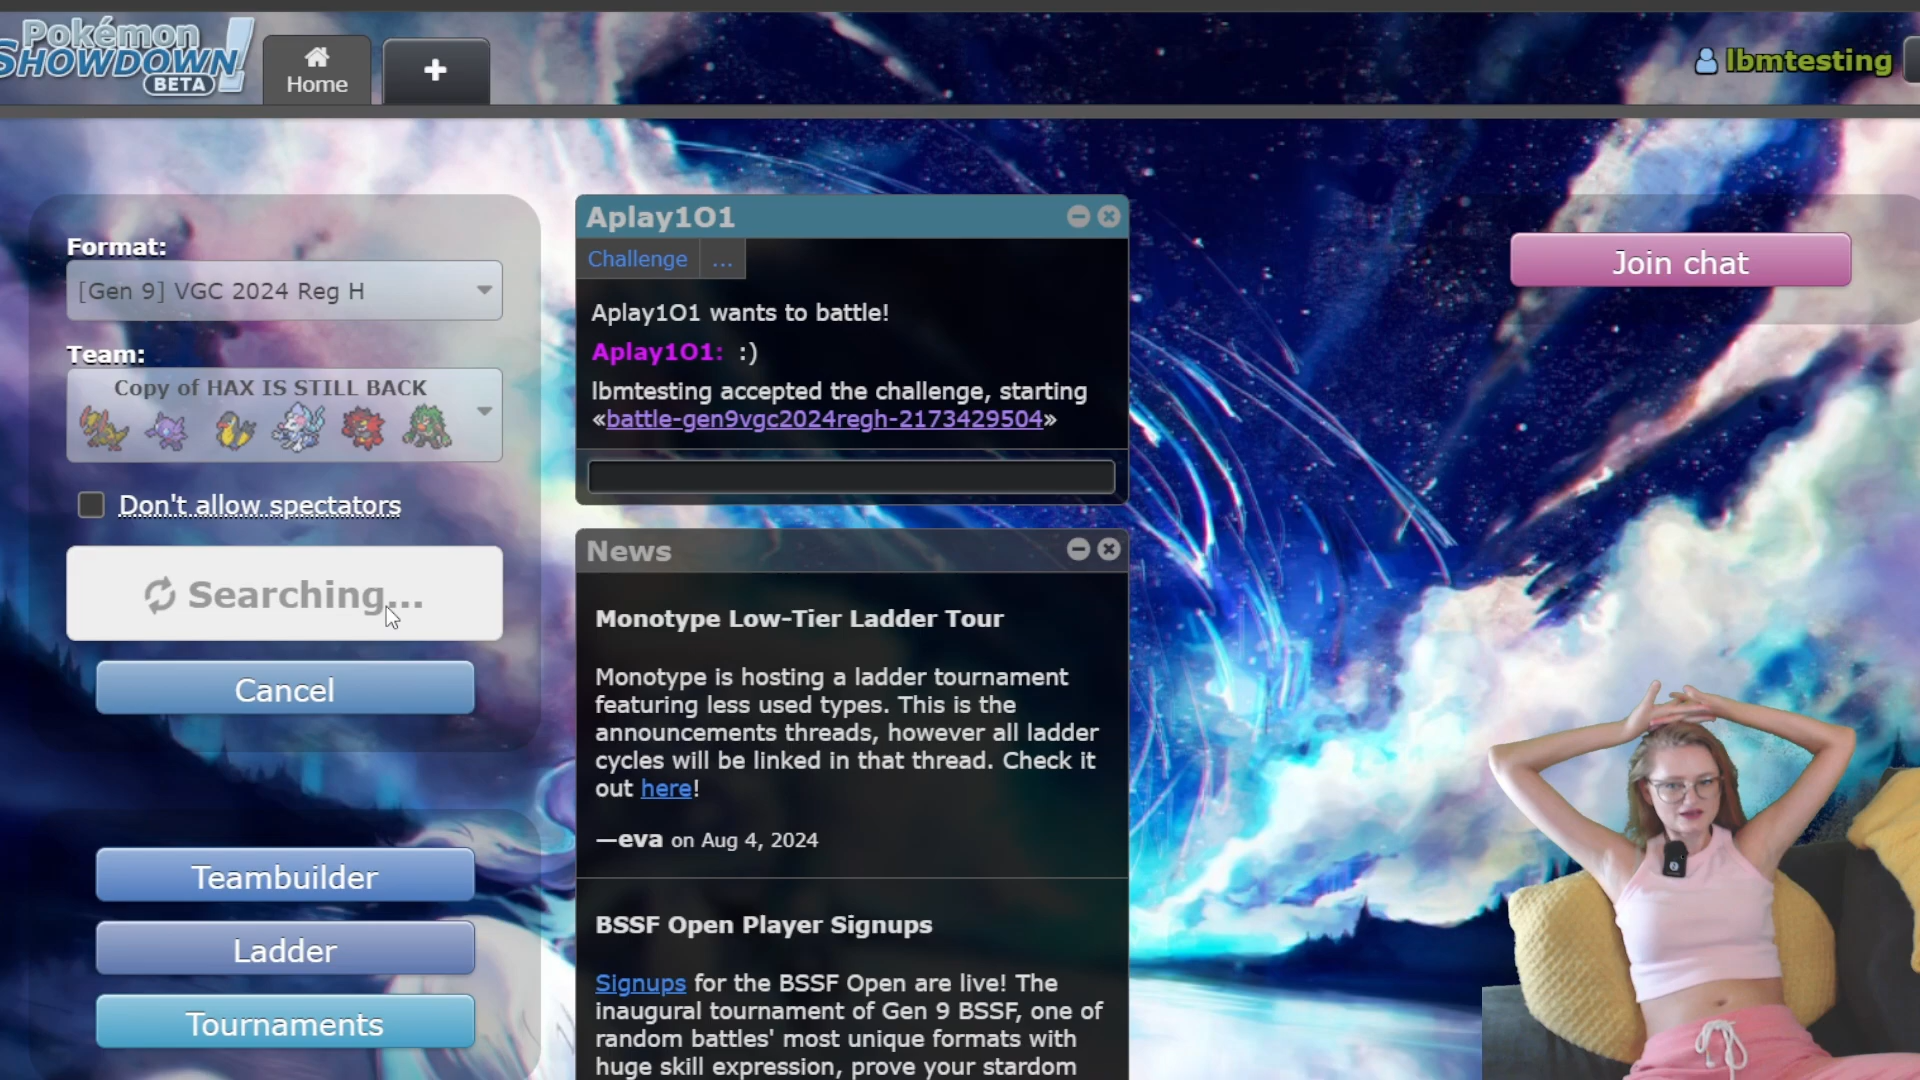 Pokémon
SHOWDOWN!
BETA
Home
lbmtesting
Format:
[Gen 9] VGC 2024 Reg H
Team:
Copy of HAX IS STILL BACK
Don't allow spectators
Searching...
Cancel
Teambuilder
Ladder
Tournaments
Aplay1O1
Challenge ...
Aplay1O1 wants to battle!
Aplay1O1: :)
lbmtesting accepted the challenge, starting
«battle-gen9vgc2024regh-2173429504»
News
Monotype Low-Tier Ladder Tour
Monotype is hosting a ladder tournament
featuring less used types. This is the
announcements threads, however all ladder
cycles will be linked in that thread. Check it
out here!
—eva on Aug 4, 2024
BSSF Open Player Signups
Signups for the BSSF Open are live! The
inaugural tournament of Gen 9 BSSF, one of
random battles' most unique formats with
huge skill expression, prove your stardom
Join chat